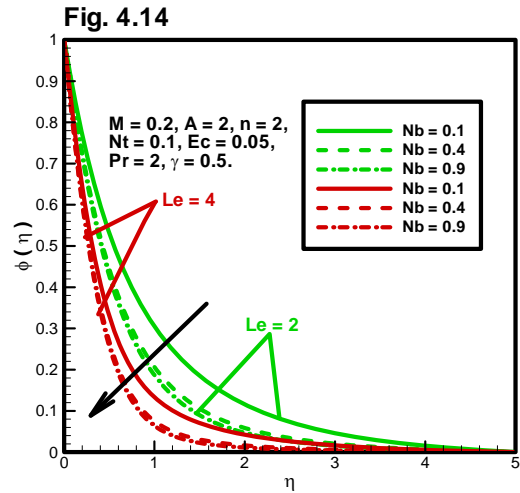 Fig. 4.14
M = 0.2, A = 2, n = 2,
Nt = 0.1, Ec = 0.05,
Pr = 2, γ = 0.5.
Nb = 0.1
Nb = 0.4
Nb = 0.9
Nb = 0.1
Nb = 0.4
Nb = 0.9
Le = 4
Le = 2
ϕ ( η )
1
0.9
0.8
0.7
0.6
0.5
0.4
0.3
0.2
0.1
0
0 1 2 3 4 5
η